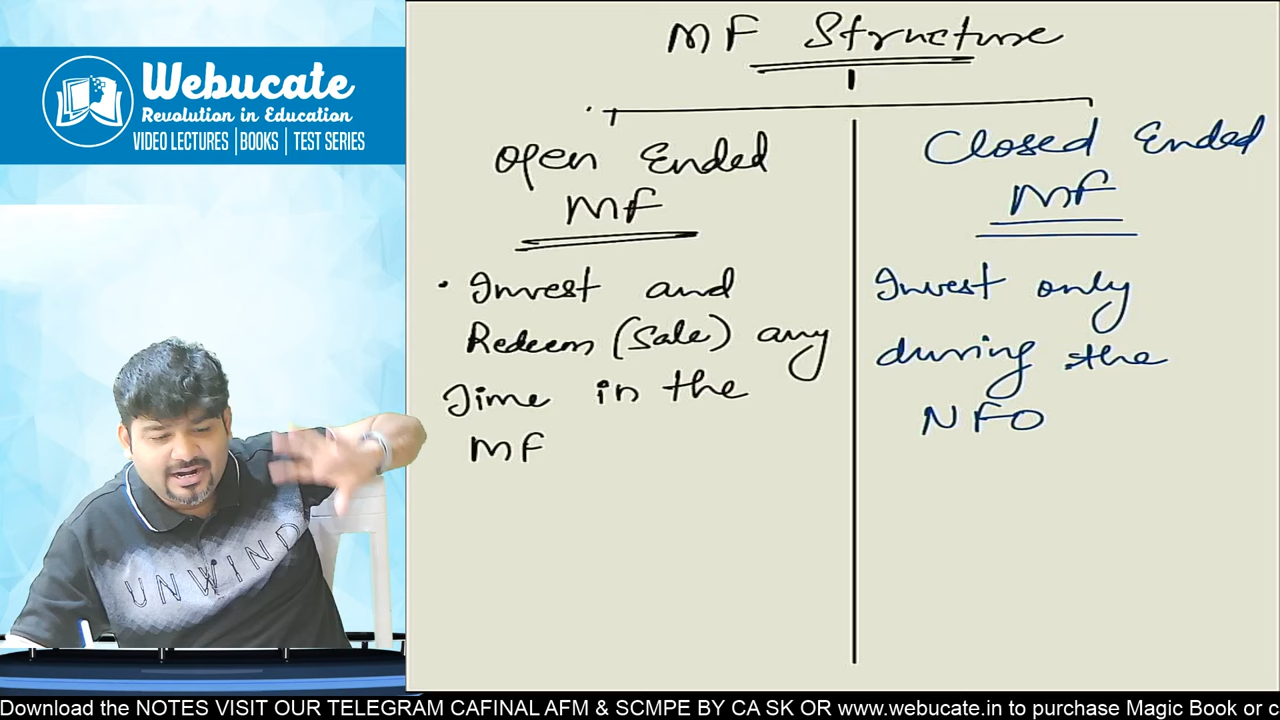 Webucate
Revolution in Education
VIDEO LECTURES | BOOKS | TEST SERIES
MF Structure
Open Ended
MF
• Invest and
Redeem (Sale) any
Time in the
MF
Closed Ended
MF
Invest only
during the
NFO
UNWIND
Download the NOTES VISIT OUR TELEGRAM CAFINAL AFM & SCMPE BY CA SK OR www.webucate.in to purchase Magic Book or c